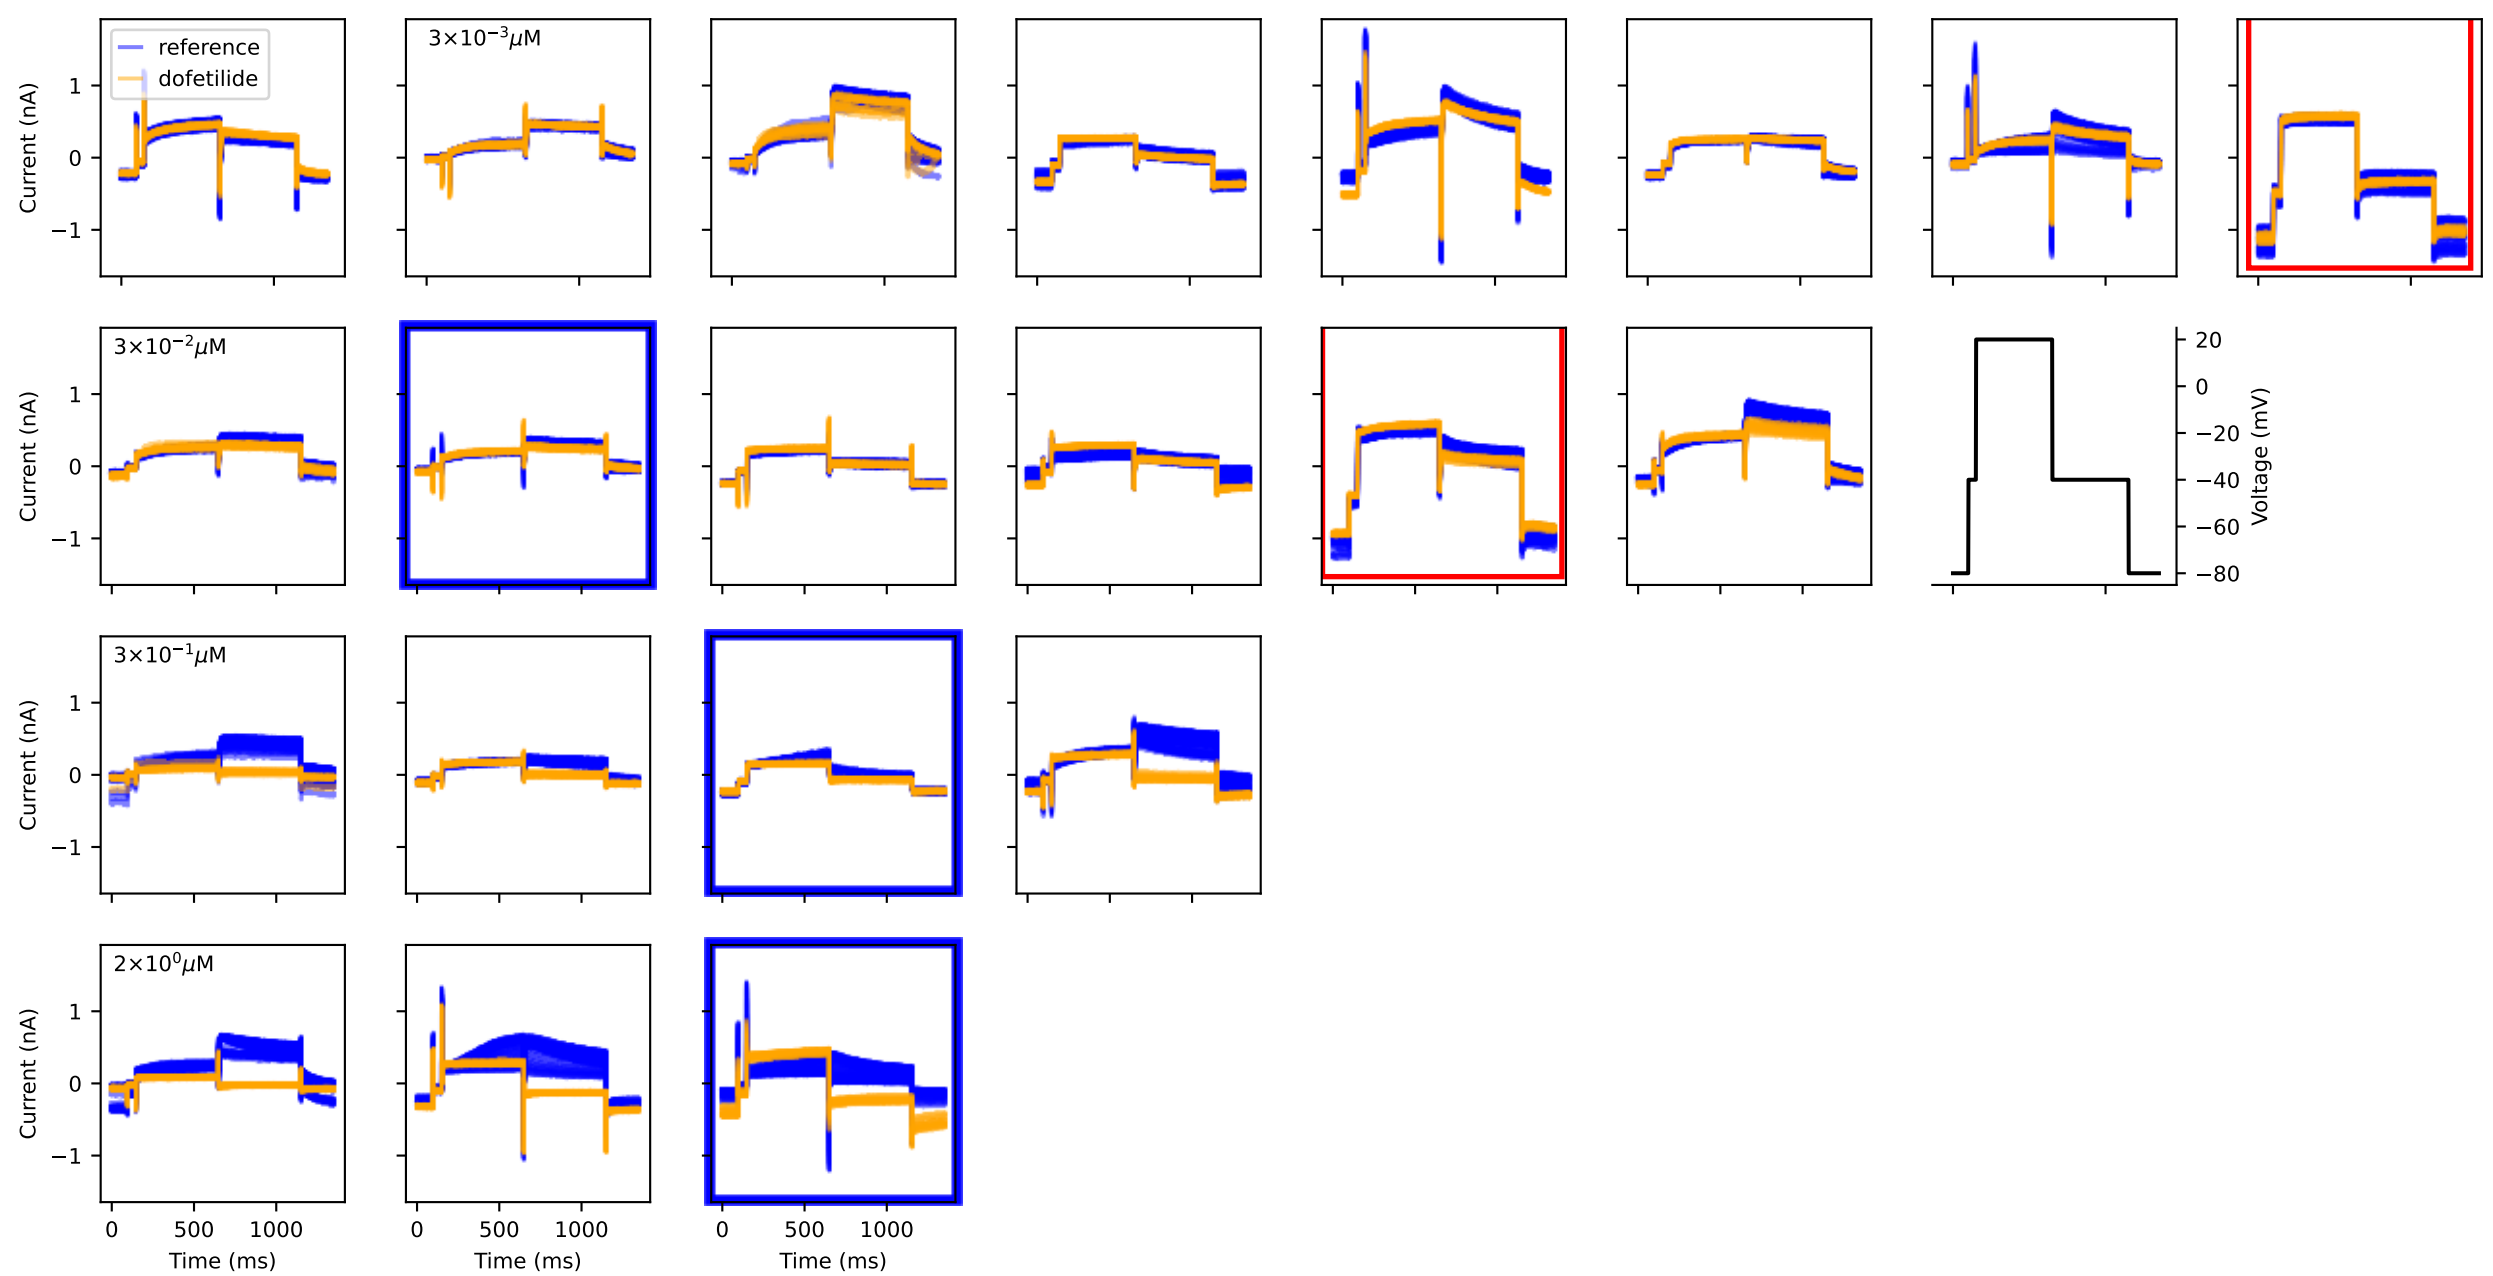 reference
dofetilide
3×10⁻³μM
Current (nA)
1
0
−1
3×10⁻²μM
Current (nA)
1
0
−1
20
0
−20
−40
−60
−80
Voltage (mV)
3×10⁻¹μM
Current (nA)
1
0
−1
2×10⁰μM
Current (nA)
1
0
−1
0 500 1000
Time (ms)
0 500 1000
Time (ms)
0 500 1000
Time (ms)